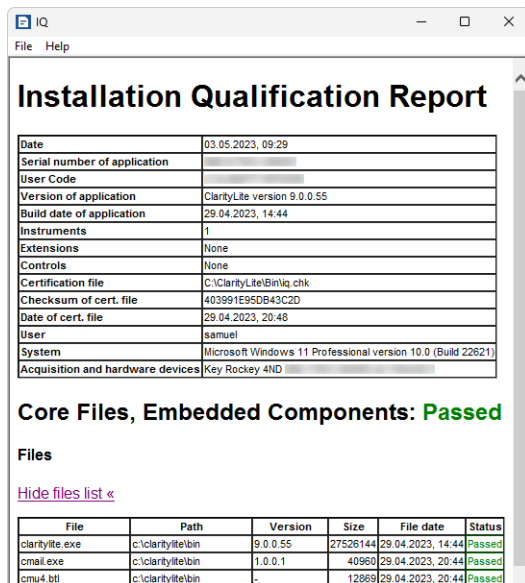 IQ
File Help
Installation Qualification Report
Date 03.05.2023, 09:29
Serial number of application
User Code
Version of application ClarityLite version 9.0.0.55
Build date of application 29.04.2023, 14:44
Instruments 1
Extensions None
Controls None
Certification file C:\ClarityLite\Bin\iq.chk
Checksum of cert. file 403991E95DB43C2D
Date of cert. file 29.04.2023, 20:48
User samuel
System Microsoft Windows 11 Professional version 10.0 (Build 22621)
Acquisition and hardware devices Key Rockey 4ND
Core Files, Embedded Components: Passed
Files
Hide files list «
File Path Version Size File date Status
claritylite.exe c:\claritylite\bin 9.0.0.55 27526144 29.04.2023, 14:44 Passed
cmail.exe c:\claritylite\bin 1.0.0.1 40960 29.04.2023, 20:44 Passed
cmu4.btl c:\claritylite\bin - 12869 29.04.2023, 20:44 Passed